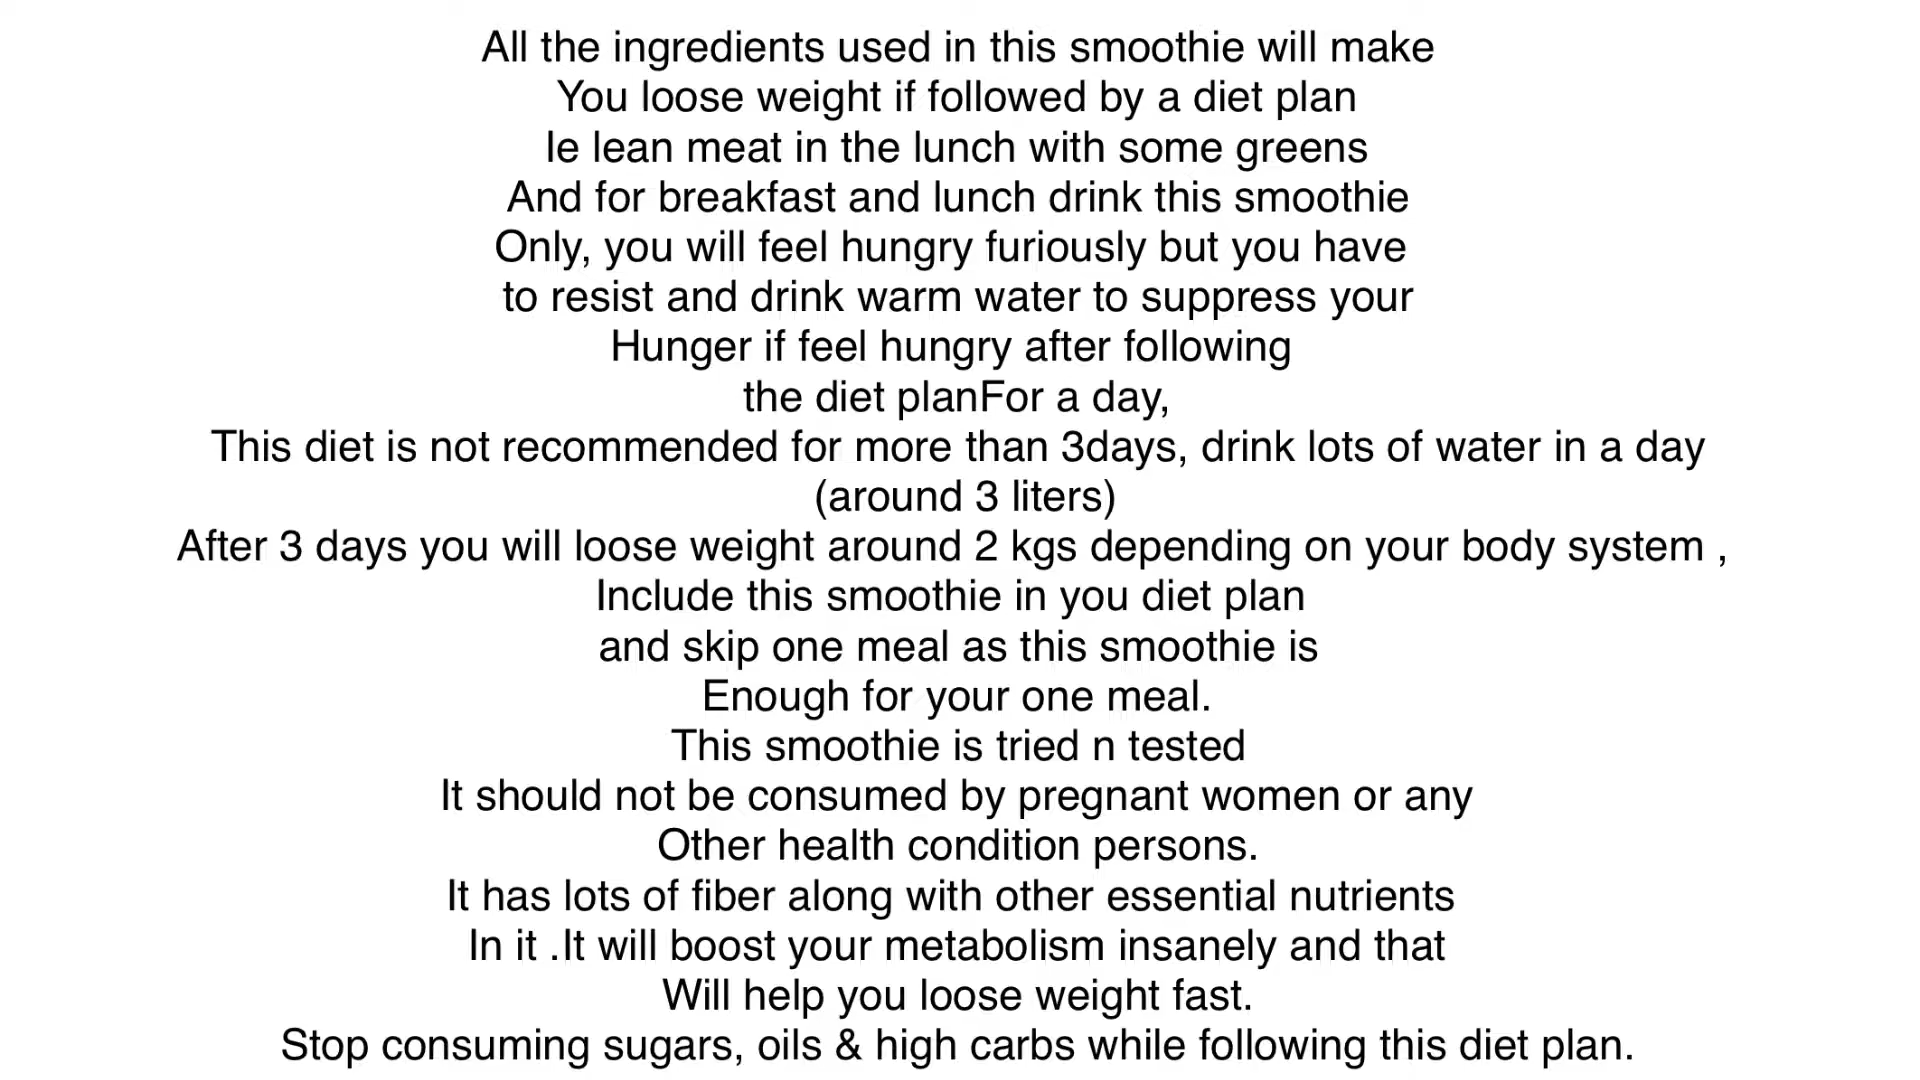 All the ingredients used in this smoothie will make
You loose weight if followed by a diet plan
Ie lean meat in the lunch with some greens
And for breakfast and lunch drink this smoothie
Only, you will feel hungry furiously but you have
to resist and drink warm water to suppress your
Hunger if feel hungry after following
the diet planFor a day,
This diet is not recommended for more than 3days, drink lots of water in a day
(around 3 liters)
After 3 days you will loose weight around 2 kgs depending on your body system ,
Include this smoothie in you diet plan
and skip one meal as this smoothie is
Enough for your one meal.
This smoothie is tried n tested
It should not be consumed by pregnant women or any
Other health condition persons.
It has lots of fiber along with other essential nutrients
In it .It will boost your metabolism insanely and that
Will help you loose weight fast.
Stop consuming sugars, oils & high carbs while following this diet plan.